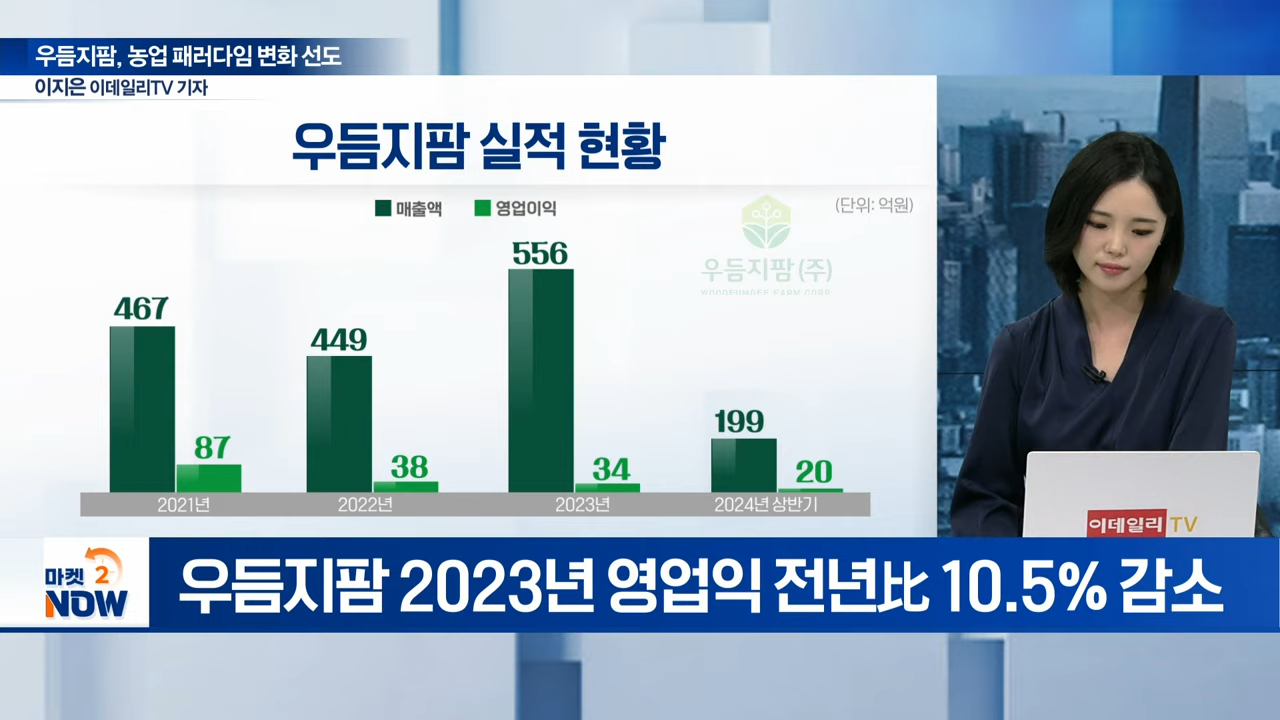 우듬지팜, 농업 패러다임 변화 선도
이지은 이데일리TV 기자
우듬지팜 실적 현황
매출액 영업이익
(단위: 억원)
우듬지팜 (주)
WOODEUMGEE FARM CORP
467
87
449
38
556
34
199
20
2021년 2022년 2023년 2024년 상반기
이데일리 TV
마켓 2
NOW
우듬지팜 2023년 영업익 전년比 10.5% 감소